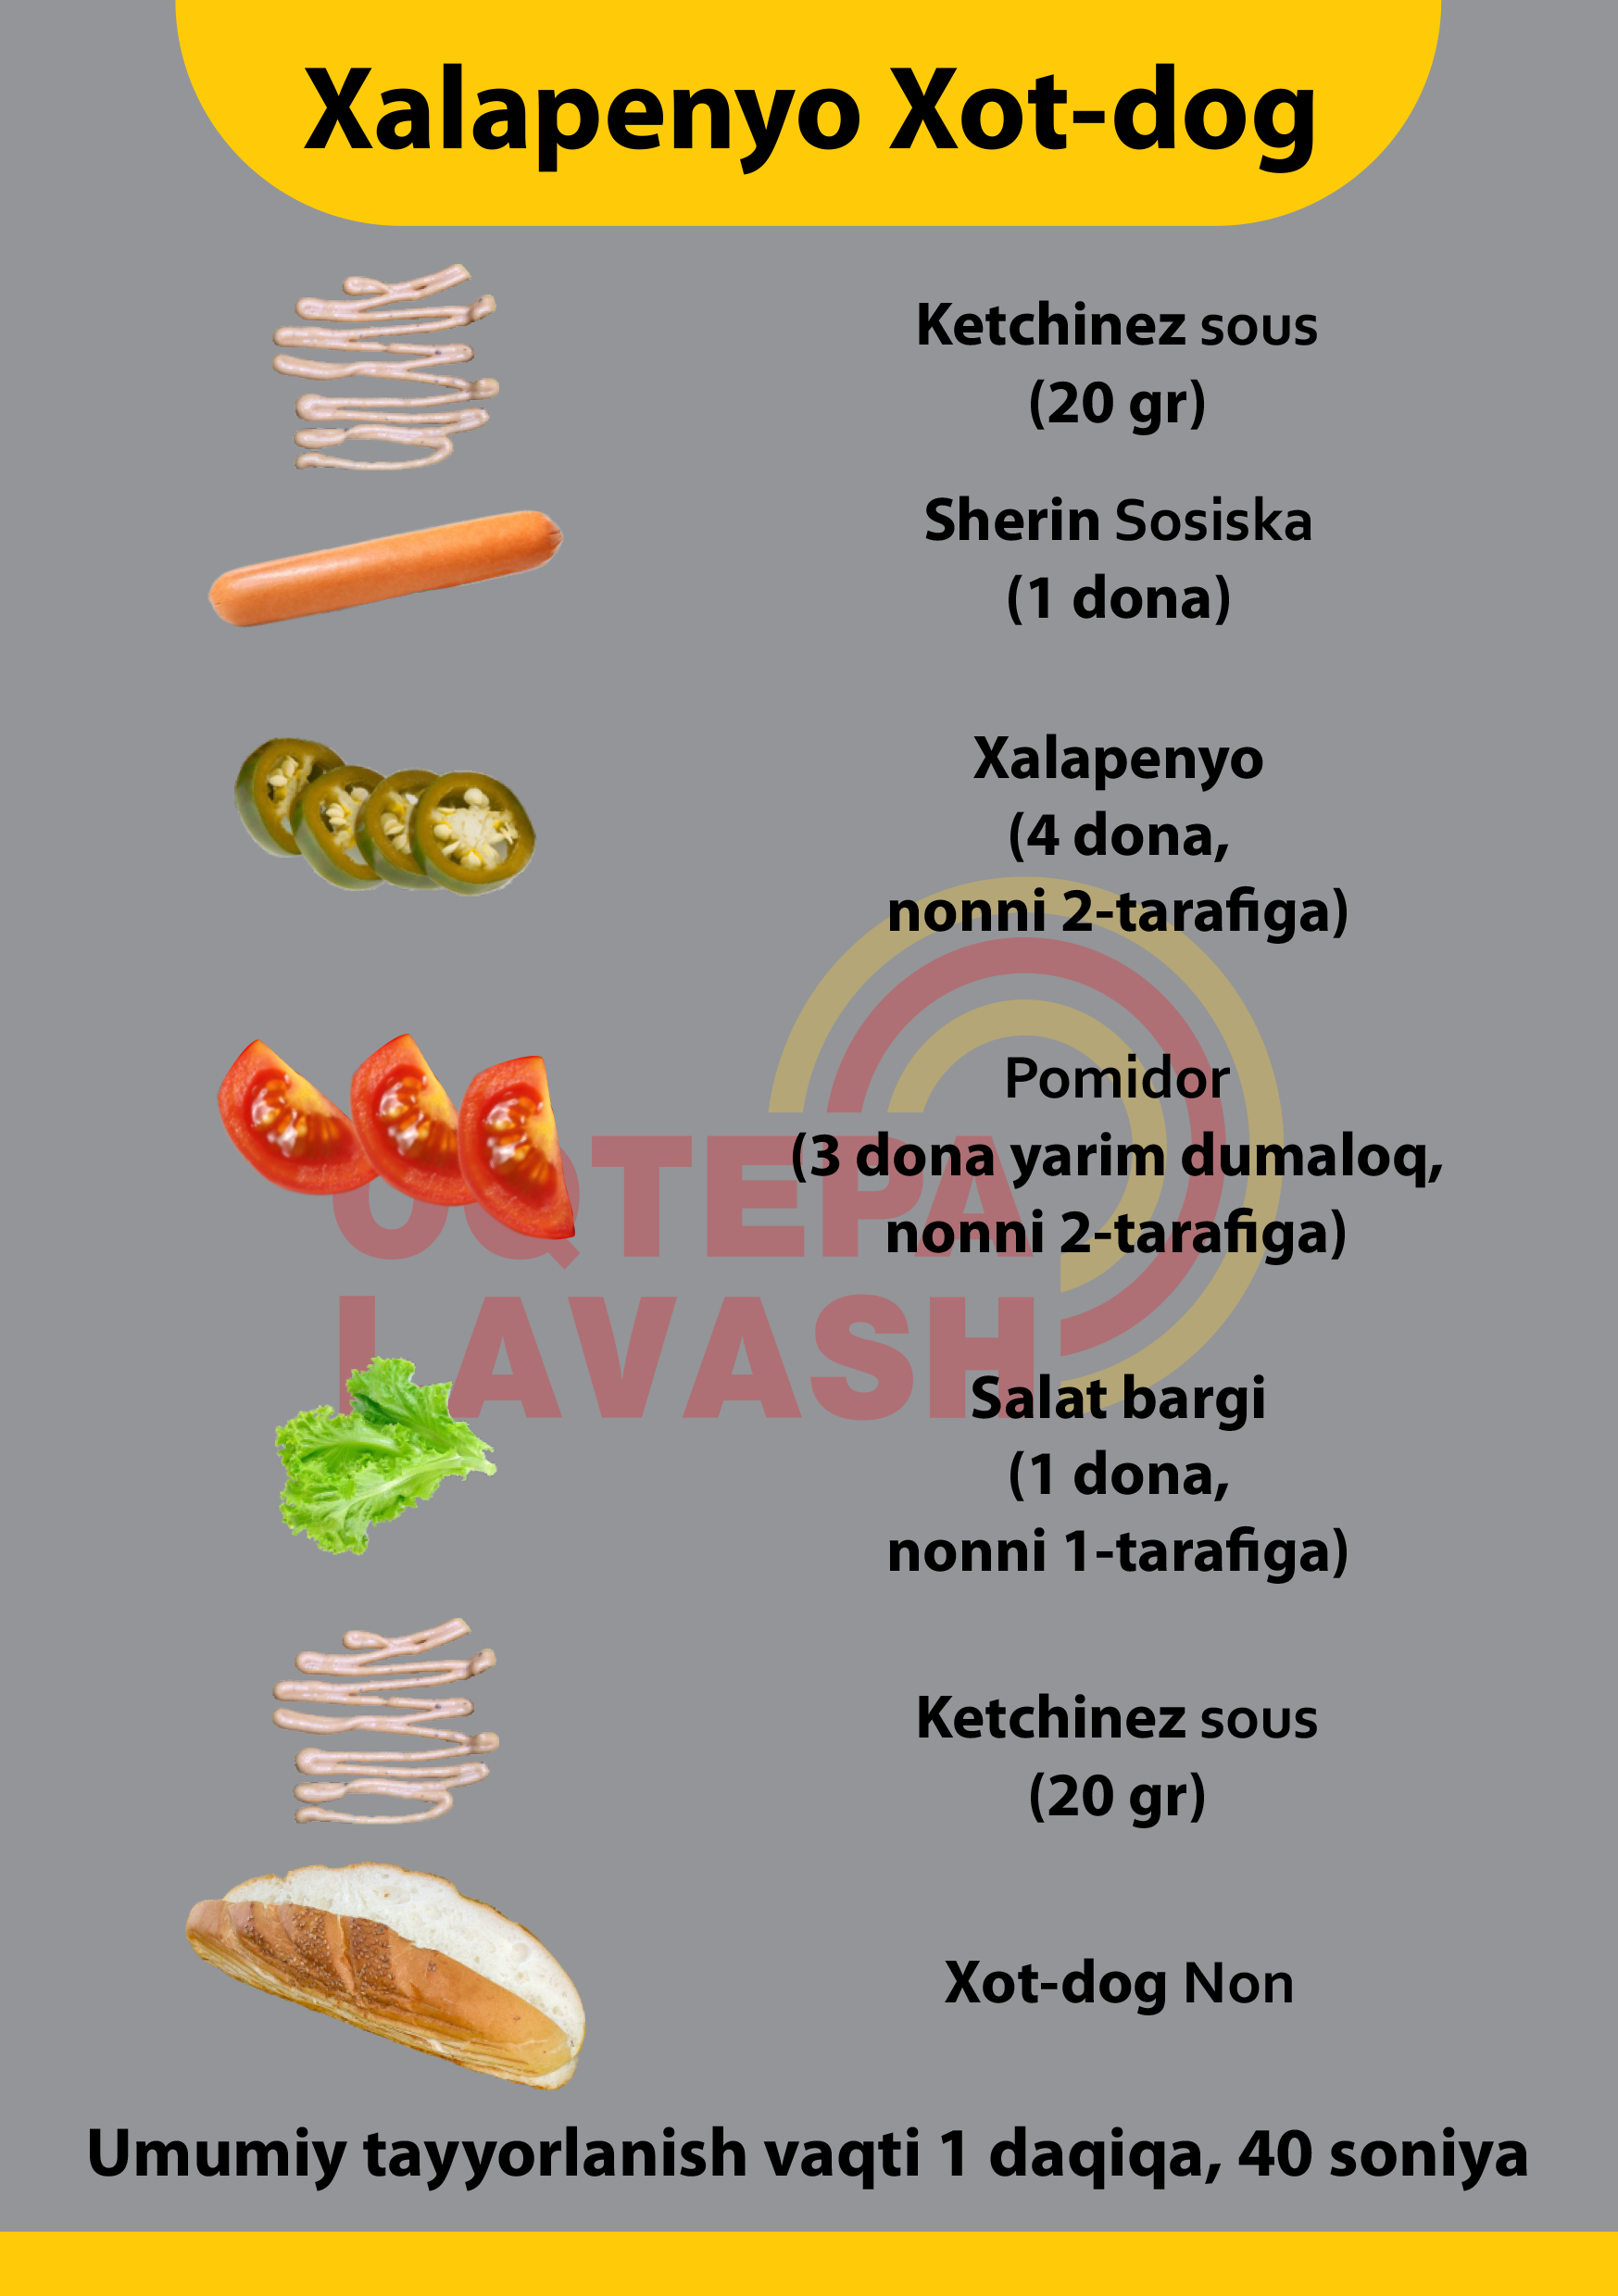 Xalapenyo Xot-dog
Ketchinez sous
(20 gr)
Sherin Sosiska
(1 dona)
Xalapenyo
(4 dona,
nonni 2-tarafiga)
Pomidor
(3 dona yarim dumaloq,
nonni 2-tarafiga)
OQTEPA
LAVASH
Salat bargi
(1 dona,
nonni 1-tarafiga)
Ketchinez sous
(20 gr)
Xot-dog Non
Umumiy tayyorlanish vaqti 1 daqiqa, 40 soniya